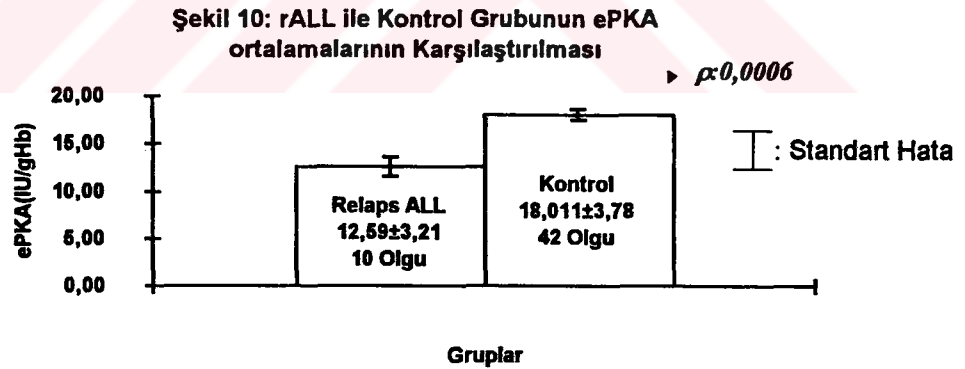 Şekil 10: rALL ile Kontrol Grubunun ePKA
ortalamalarının Karşılaştırılması
p:0,0006
20,00
15,00
10,00
5,00
0,00
ePKA(IU/gHb)
Relaps ALL
12,59±3,21
10 Olgu
Kontrol
18,011±3,78
42 Olgu
: Standart Hata
Gruplar